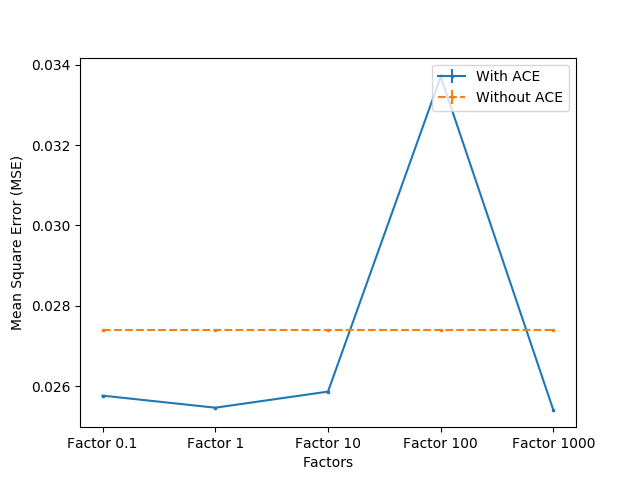 With ACE
Without ACE
Mean Square Error (MSE)
0.034
0.032
0.030
0.028
0.026
Factor 0.1
Factor 1
Factor 10
Factor 100
Factor 1000
Factors